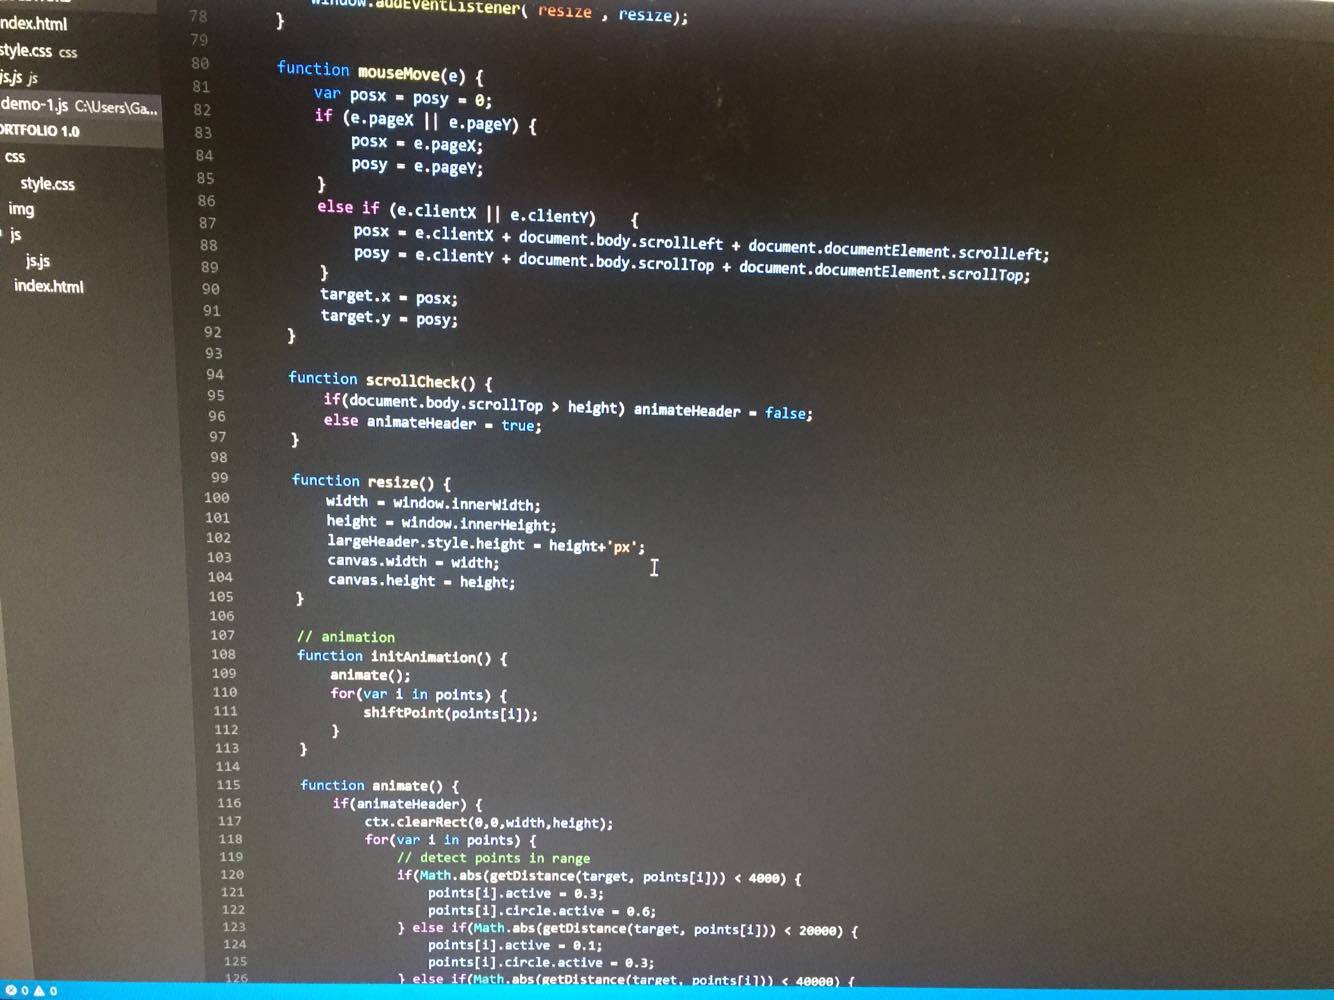 ndex.html
style.css css
js.js js
demo-1.js C:\Users\Ga...
ORTFOLIO 1.0
css
style.css
img
js
js.js
index.html
78 window.addEventListener( resize , resize);
79 }
80
81 function mouseMove(e) {
82 var posx = posy = 0;
83 if (e.pageX || e.pageY) {
84 posx = e.pageX;
85 posy = e.pageY;
86 }
87 else if (e.clientX || e.clientY) {
88 posx = e.clientX + document.body.scrollLeft + document.documentElement.scrollLeft;
89 posy = e.clientY + document.body.scrollTop + document.documentElement.scrollTop;
90 }
91 target.x = posx;
92 target.y = posy;
93 }
94
95 function scrollCheck() {
96 if(document.body.scrollTop > height) animateHeader = false;
97 else animateHeader = true;
98 }
99
100 function resize() {
101 width = window.innerWidth;
102 height = window.innerHeight;
103 largeHeader.style.height = height+'px';
104 canvas.width = width;
105 canvas.height = height;
106 }
107
108 // animation
109 function initAnimation() {
110 animate();
111 for(var i in points) {
112 shiftPoint(points[i]);
113 }
114 }
115
116 function animate() {
117 if(animateHeader) {
118 ctx.clearRect(0,0,width,height);
119 for(var i in points) {
120 // detect points in range
121 if(Math.abs(getDistance(target, points[i])) < 4000) {
122 points[i].active = 0.3;
123 points[i].circle.active = 0.6;
124 } else if(Math.abs(getDistance(target, points[i])) < 20000) {
125 points[i].active = 0.1;
126 points[i].circle.active = 0.3;
} else if(Math.abs(getDistance(target, points[i])) < 40000) {
0 0